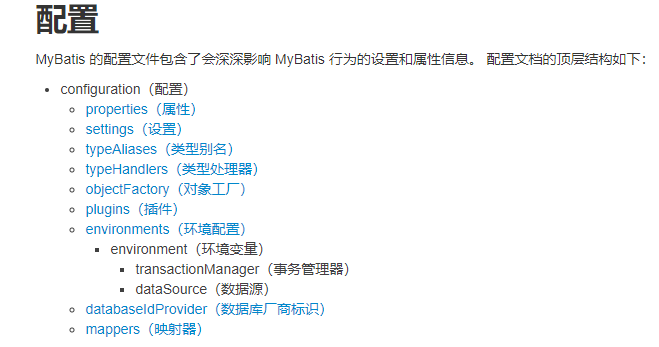 配置
MyBatis 的配置文件包含了会深深影响 MyBatis 行为的设置和属性信息。 配置文档的顶层结构如下：
configuration（配置）
properties（属性）
settings（设置）
typeAliases（类型别名）
typeHandlers（类型处理器）
objectFactory（对象工厂）
plugins（插件）
environments（环境配置）
environment（环境变量）
transactionManager（事务管理器）
dataSource（数据源）
databaseIdProvider（数据库厂商标识）
mappers（映射器）